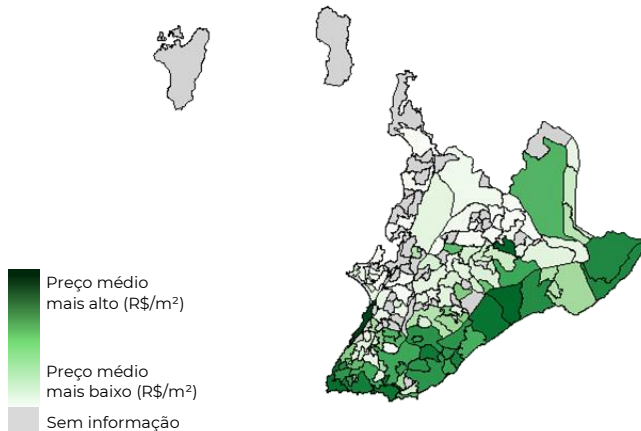 Preço médio
mais alto (R$/m²)
Preço médio
mais baixo (R$/m²)
Sem informação